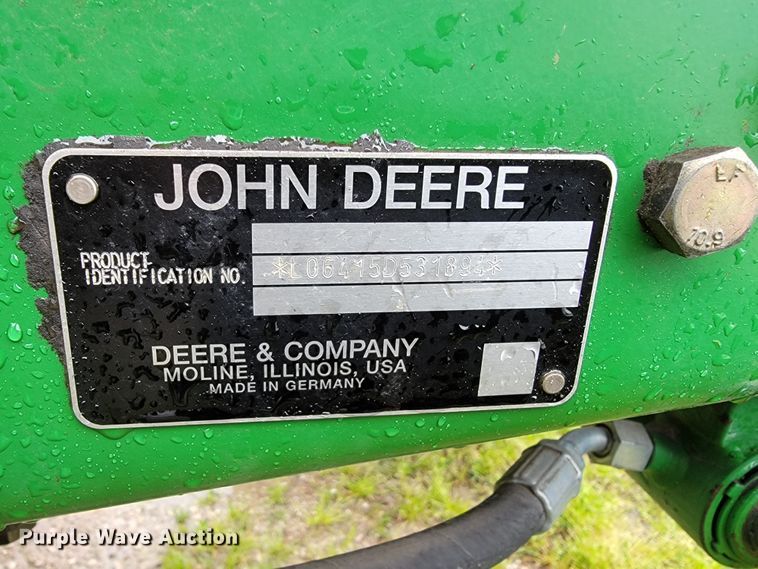 JOHN DEERE
PRODUCT
IDENTIFICATION NO.
*L06415D531894*
DEERE & COMPANY
MOLINE, ILLINOIS, USA
MADE IN GERMANY
10.9
Purple Wave Auction